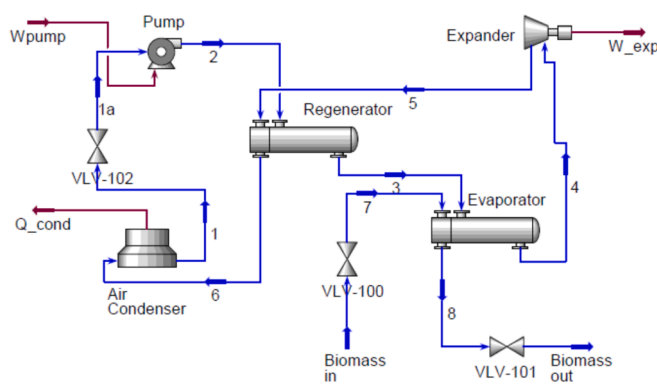 Pump
Wpump
2
Expander
W_exp
1a
5
Regenerator
VLV-102
3
4
7
Evaporator
Q_cond
1
VLV-100
6
Air
Condenser
8
VLV-101
Biomass
in
Biomass
out